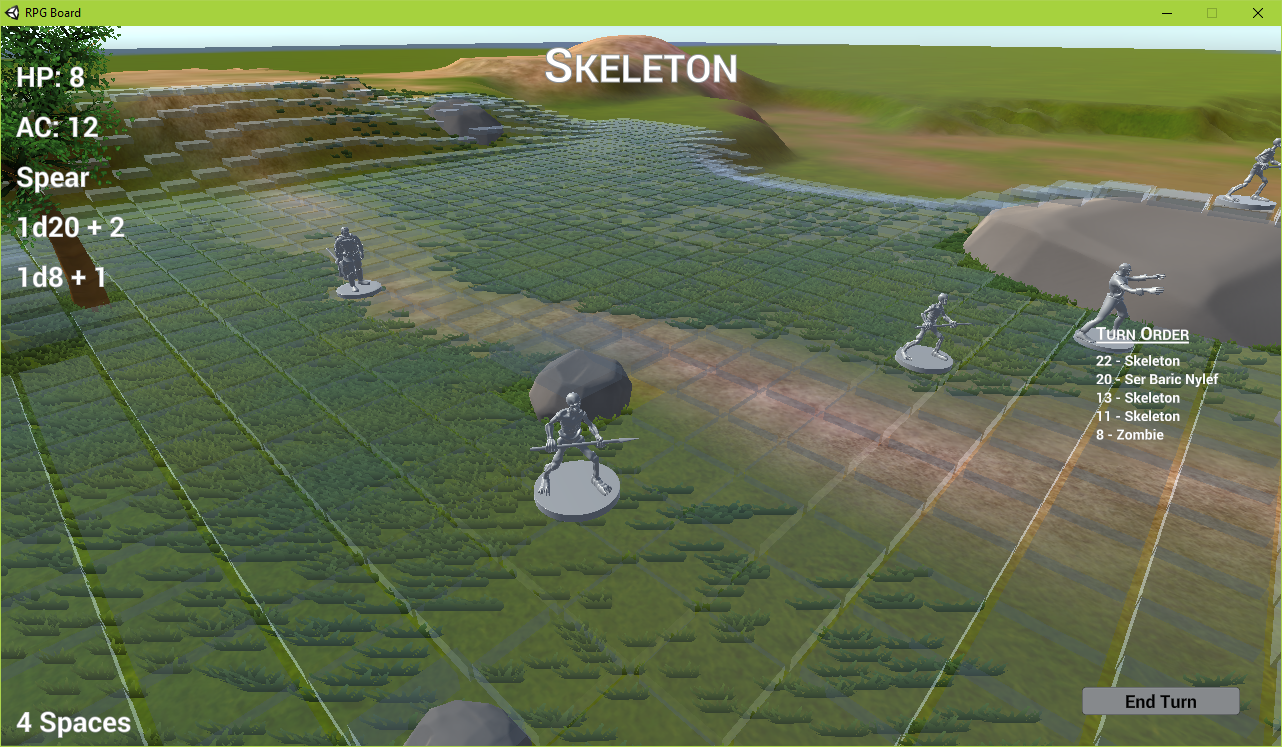 RPG Board
SKELETON
HP: 8
AC: 12
Spear
1d20 + 2
1d8 + 1
TURN ORDER
22 - Skeleton
20 - Ser Baric Nylef
13 - Skeleton
11 - Skeleton
8 - Zombie
End Turn
4 Spaces